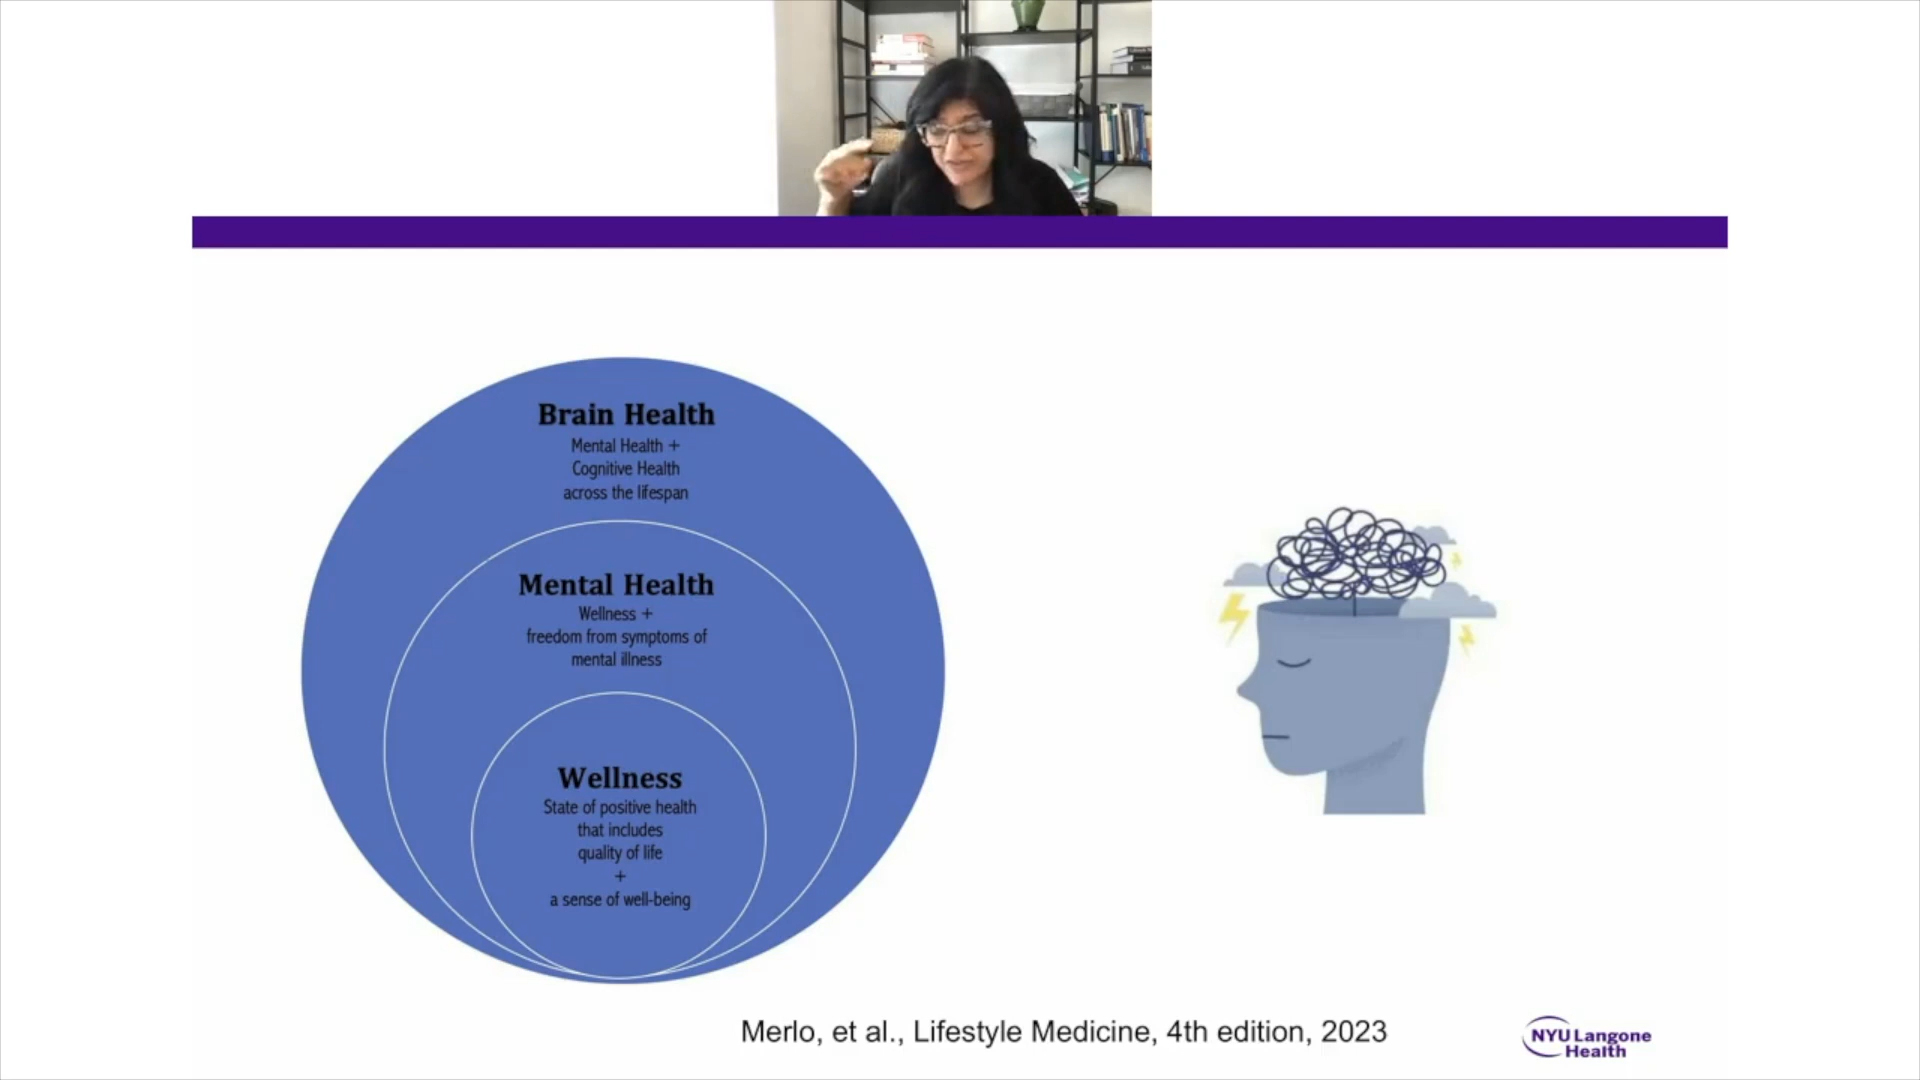 Brain Health
Mental Health +
Cognitive Health
across the lifespan
Mental Health
Wellness +
freedom from symptoms of
mental illness
Wellness
State of positive health
that includes
quality of life
+
a sense of well-being
Merlo, et al., Lifestyle Medicine, 4th edition, 2023
NYU Langone
Health